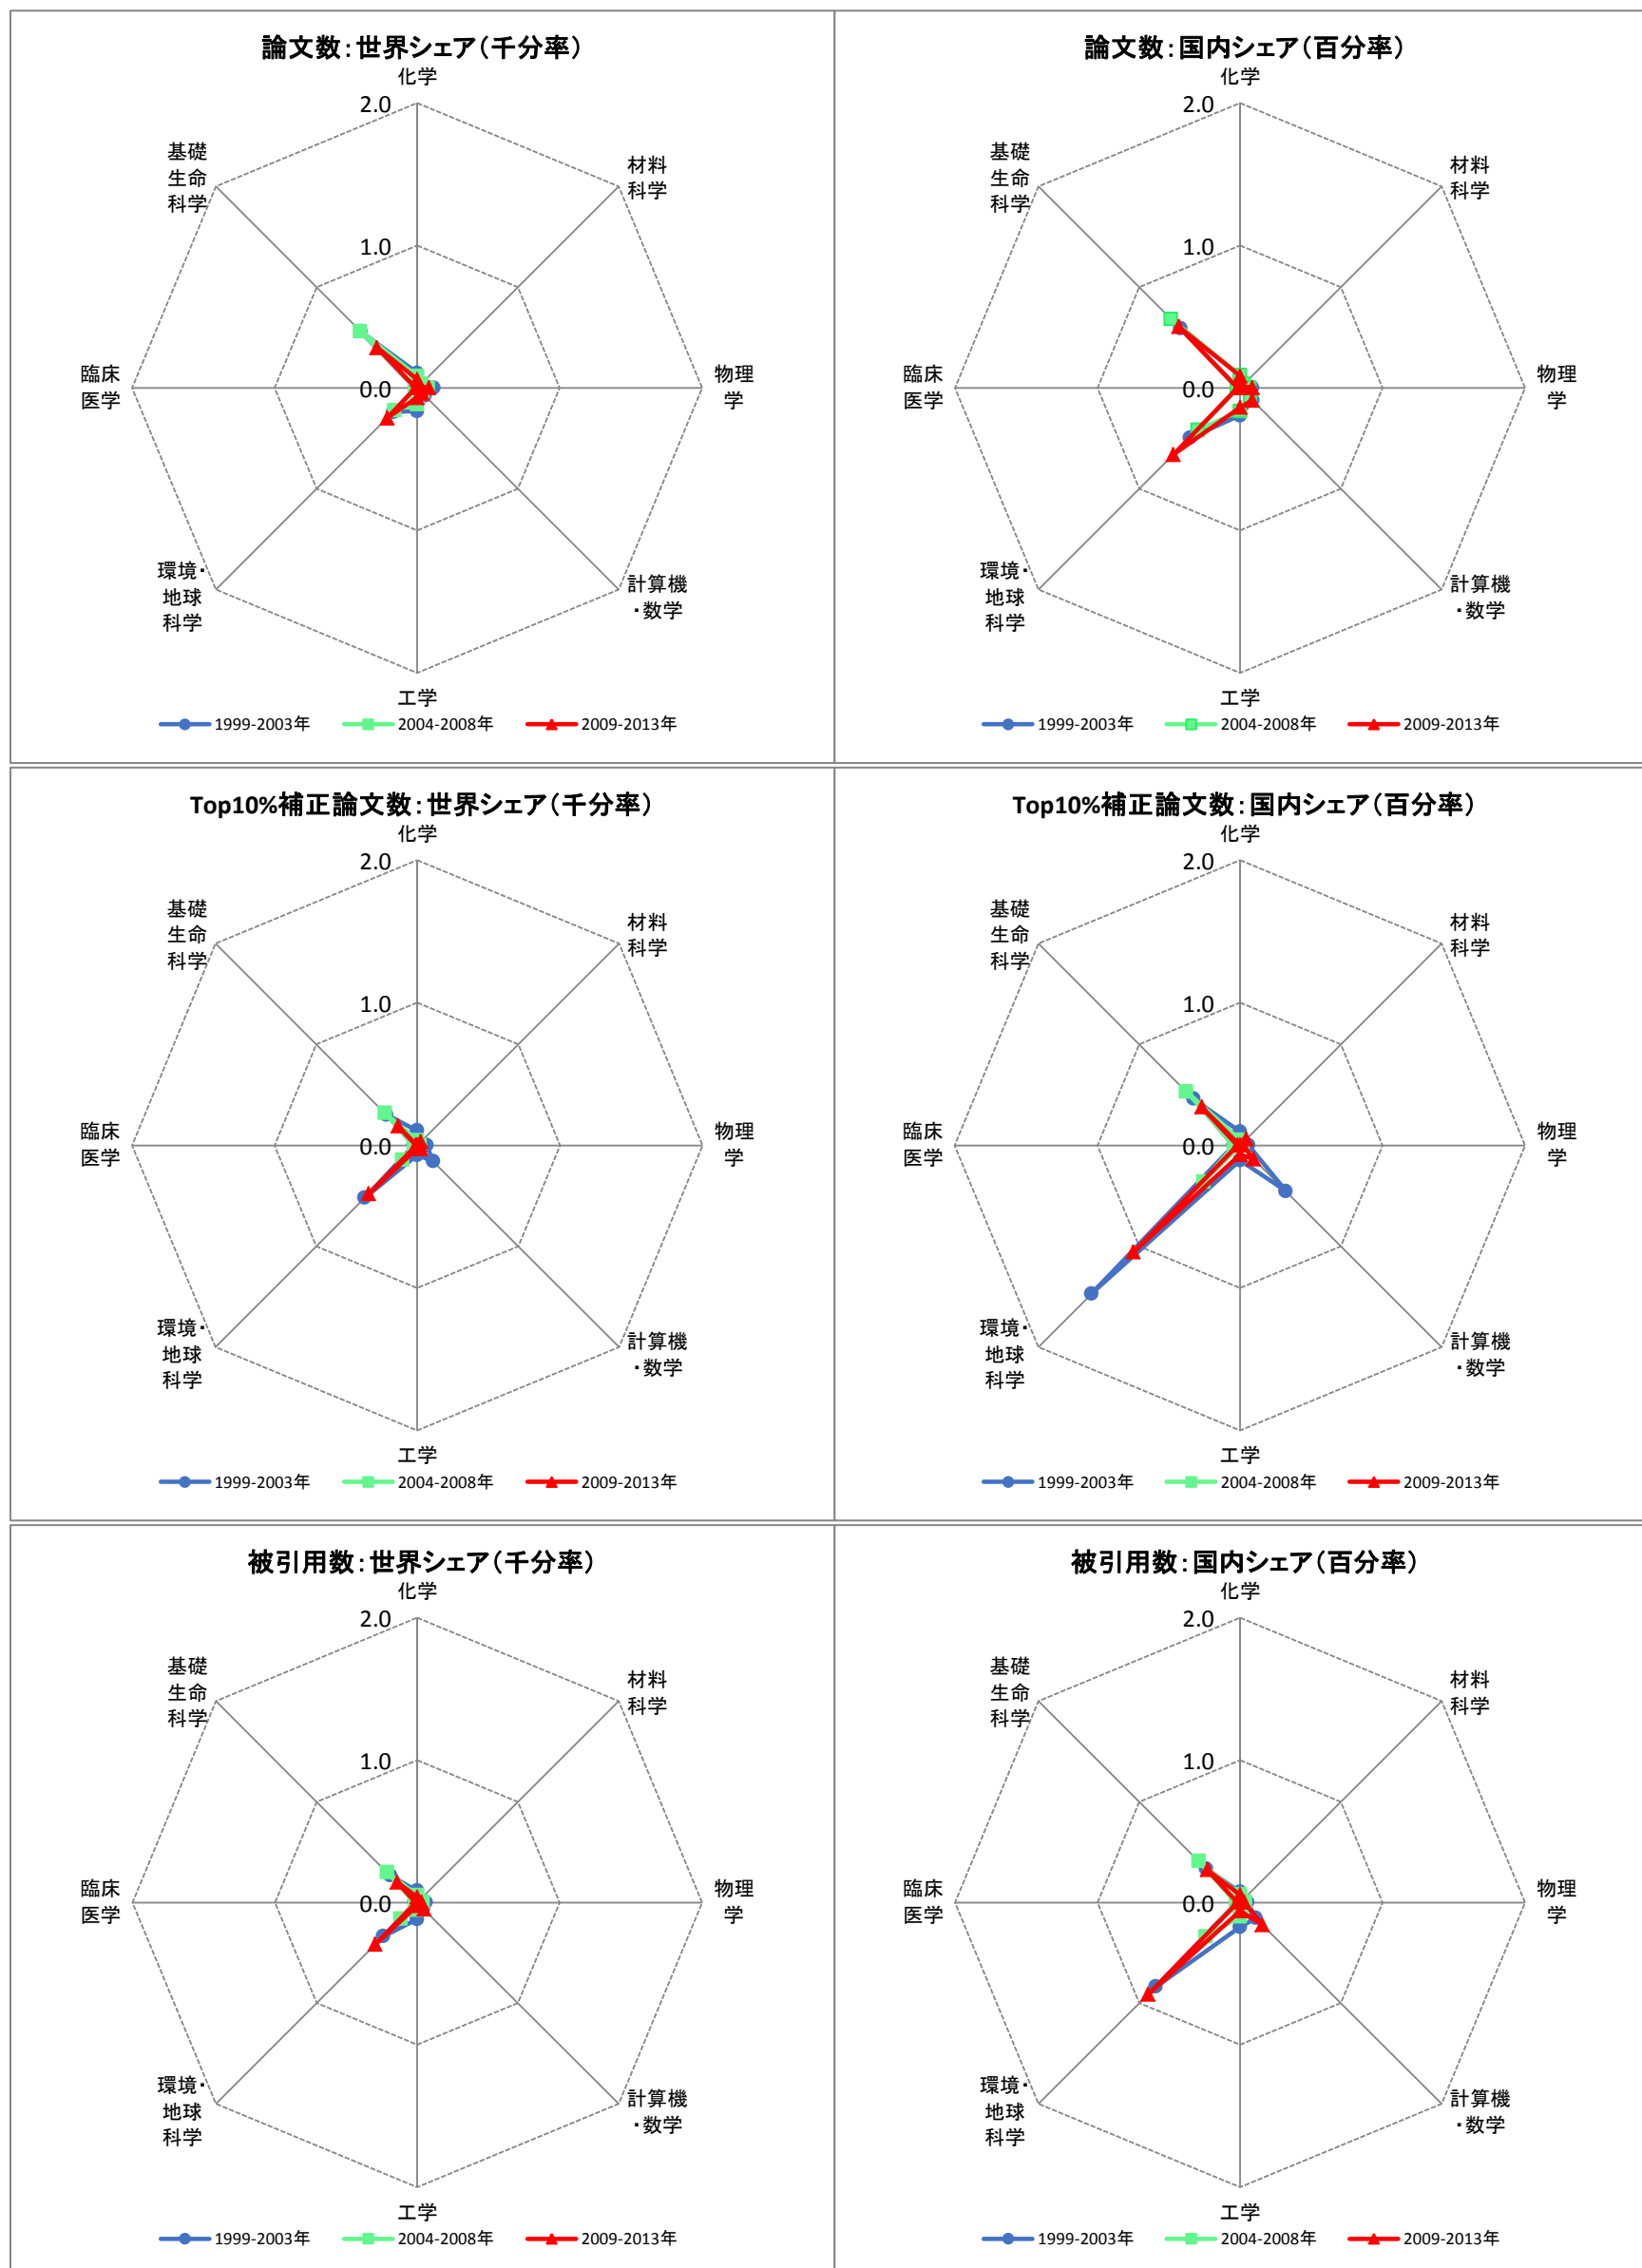 論文数：世界シェア（千分率）
化学
2.0
基礎
生命
科学
材料
科学
1.0
臨床
医学
0.0
物理
学
環境・
地球
科学
計算機
・数学
工学
1999-2003年 2004-2008年 2009-2013年
論文数：国内シェア（百分率）
化学
2.0
基礎
生命
科学
材料
科学
1.0
臨床
医学
0.0
物理
学
環境・
地球
科学
計算機
・数学
工学
1999-2003年 2004-2008年 2009-2013年
Top10%補正論文数：世界シェア（千分率）
化学
2.0
基礎
生命
科学
材料
科学
1.0
臨床
医学
0.0
物理
学
環境・
地球
科学
計算機
・数学
工学
1999-2003年 2004-2008年 2009-2013年
Top10%補正論文数：国内シェア（百分率）
化学
2.0
基礎
生命
科学
材料
科学
1.0
臨床
医学
0.0
物理
学
環境・
地球
科学
計算機
・数学
工学
1999-2003年 2004-2008年 2009-2013年
被引用数：世界シェア（千分率）
化学
2.0
基礎
生命
科学
材料
科学
1.0
臨床
医学
0.0
物理
学
環境・
地球
科学
計算機
・数学
工学
1999-2003年 2004-2008年 2009-2013年
被引用数：国内シェア（百分率）
化学
2.0
基礎
生命
科学
材料
科学
1.0
臨床
医学
0.0
物理
学
環境・
地球
科学
計算機
・数学
工学
1999-2003年 2004-2008年 2009-2013年